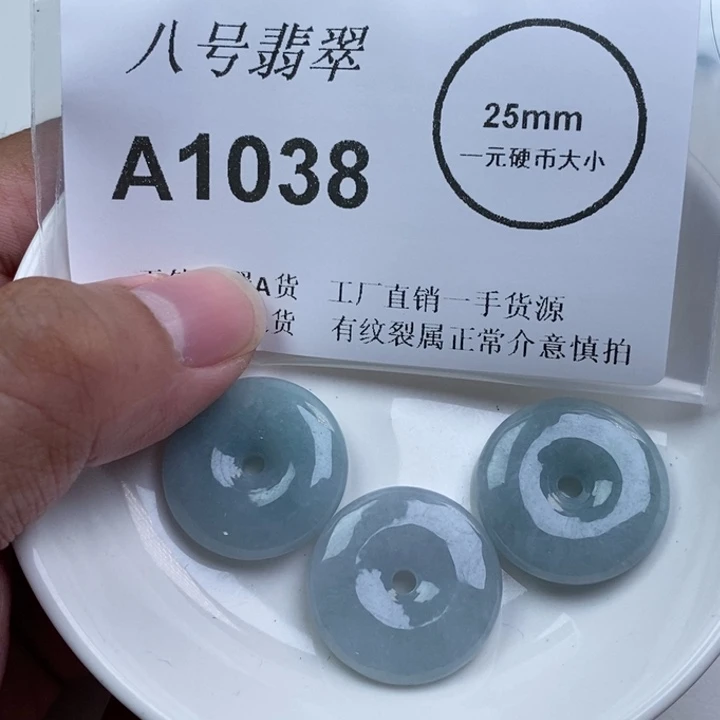 八号翡翠
A1038
25mm
一元硬币大小
A货 工厂直销一手货源
货 有纹裂属正常介意慎拍